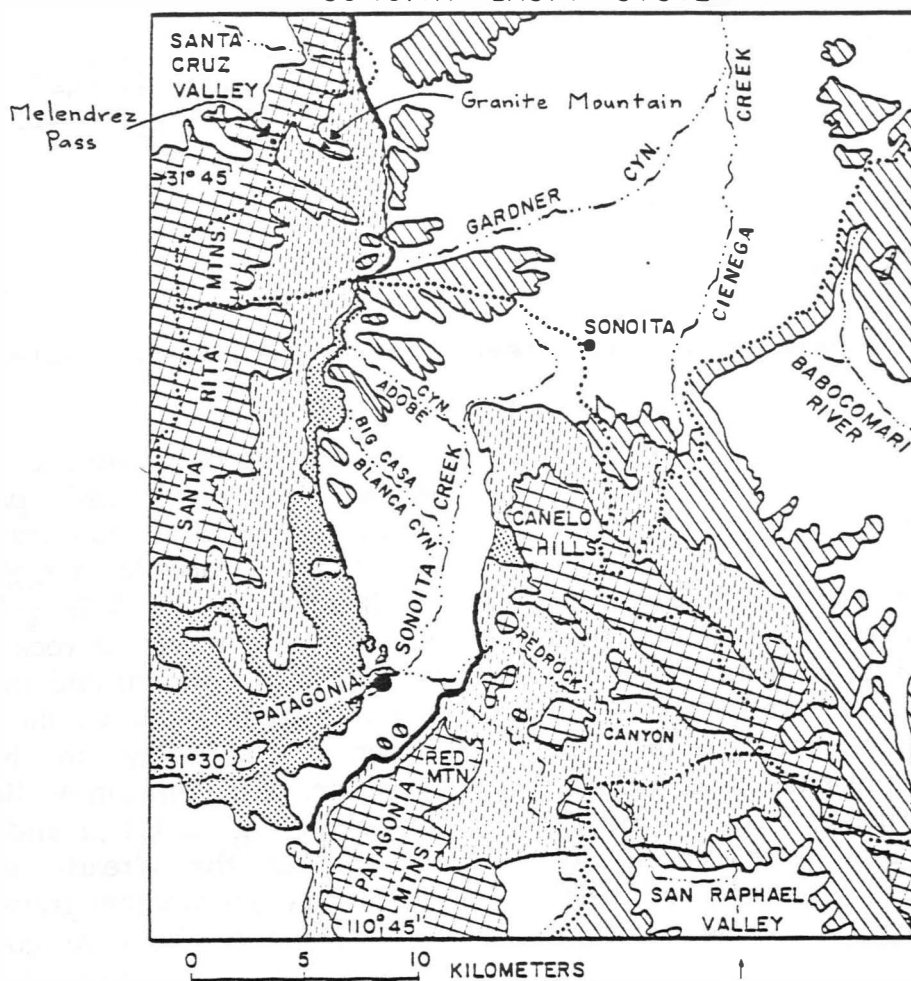 SANTA
CRUZ
VALLEY
Melendrez
Pass
Granite Mountain
31° 45'
GARDNER
CYN.
CREEK
CIENEGA
SANTA RITA MTNS.
SONOITA
BABOCOMARI
RIVER
ADOBE CYN.
BIG CASA
BLANCA CYN.
SONOITA CREEK
CANELO
HILLS
REDROCK
CANYON
PATAGONIA
31° 30'
RED
MTN
PATAGONIA
MTNS
110° 45'
SAN RAPHAEL
VALLEY
0 5 10
KILOMETERS